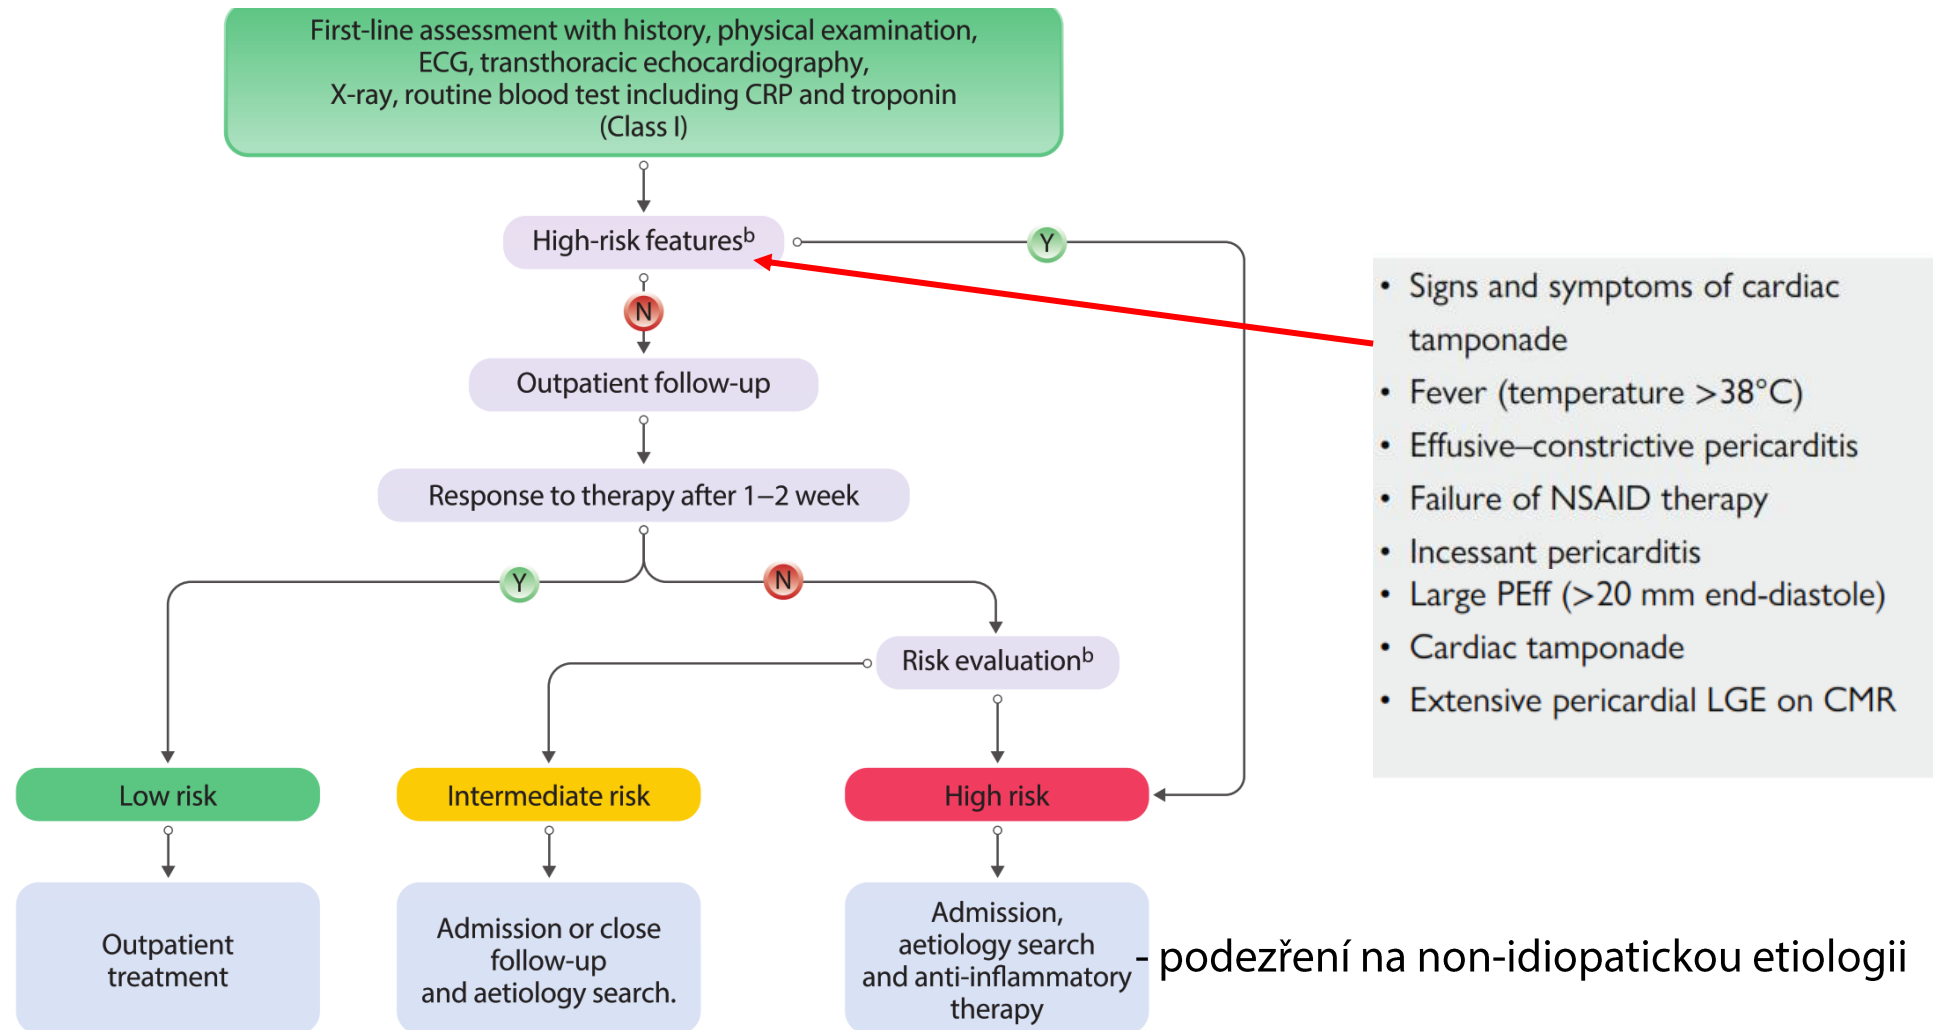 First-line assessment with history, physical examination,
ECG, transthoracic echocardiography,
X-ray, routine blood test including CRP and troponin
(Class I)
High-risk featuresᵇ
Y
N
Outpatient follow-up
Response to therapy after 1–2 week
Y
N
Risk evaluationᵇ
Low risk
Intermediate risk
High risk
Outpatient
treatment
Admission or close
follow-up
and aetiology search.
Admission,
aetiology search
and anti-inflammatory
therapy
- podezření na non-idiopatickou etiologii
• Signs and symptoms of cardiac
tamponade
• Fever (temperature >38°C)
• Effusive–constrictive pericarditis
• Failure of NSAID therapy
• Incessant pericarditis
• Large PEff (>20 mm end-diastole)
• Cardiac tamponade
• Extensive pericardial LGE on CMR